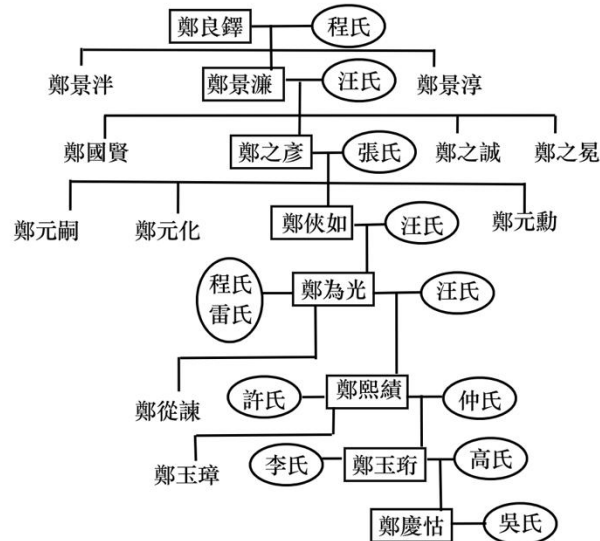 鄭良鐸 程氏
鄭景泮 鄭景濂 汪氏 鄭景淳
鄭國賢 鄭之彥 張氏 鄭之誠 鄭之冕
鄭元嗣 鄭元化 鄭俠如 汪氏 鄭元勳
程氏
雷氏
鄭為光 汪氏
鄭從諫 許氏 鄭熙績 仲氏
鄭玉璋 李氏 鄭玉珩 高氏
鄭慶怙 吳氏